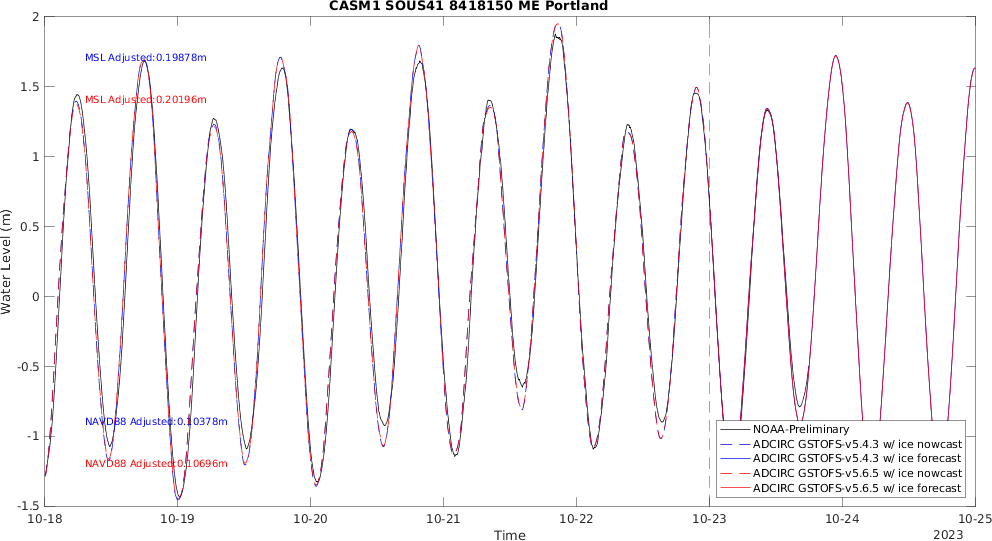 CASM1 SOUS41 8418150 ME Portland
2
1.5
1
0.5
0
-0.5
-1
-1.5
Water Level (m)
MSL Adjusted:0.19878m
MSL Adjusted:0.20196m
NAVD88 Adjusted:0.10378m
NAVD88 Adjusted:0.10696m
NOAA-Preliminary
ADCIRC GSTOFS-v5.4.3 w/ ice nowcast
ADCIRC GSTOFS-v5.4.3 w/ ice forecast
ADCIRC GSTOFS-v5.6.5 w/ ice nowcast
ADCIRC GSTOFS-v5.6.5 w/ ice forecast
10-18 10-19 10-20 10-21 10-22 10-23 10-24 10-25
Time
2023